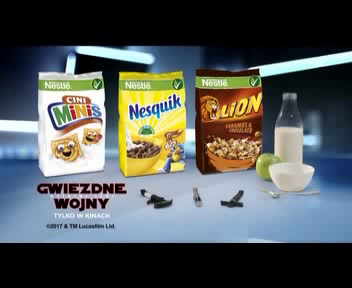 Nestlé
CINI
MiNiS
Nestlé
Nesquik
Nestlé
LION
CARAMEL &
CHOCOLATE
GWIEZDNE
WOJNY
TYLKO W KINACH
©2017 & TM Lucasfilm Ltd.